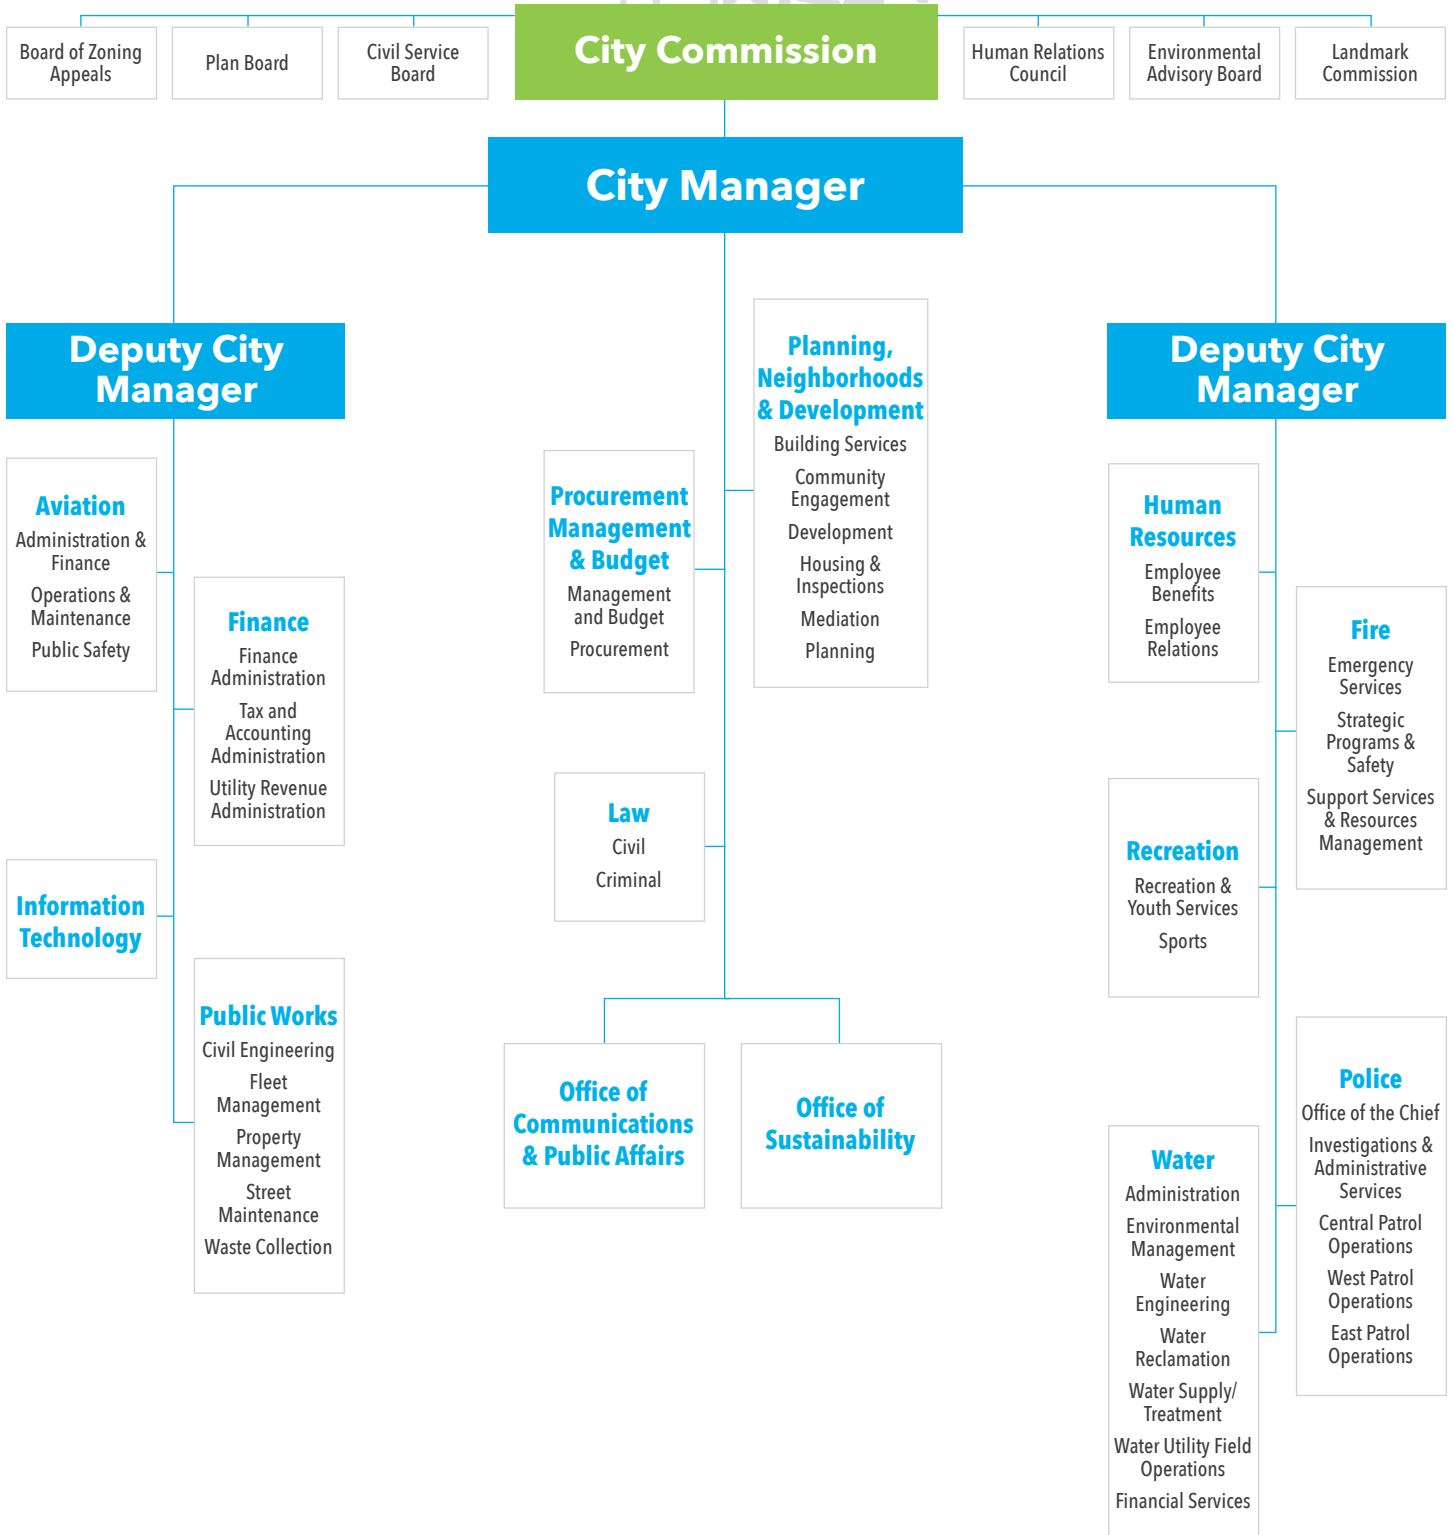 Board of Zoning
Appeals
Plan Board
Civil Service
Board
City Commission
Human Relations
Council
Environmental
Advisory Board
Landmark
Commission
City Manager
Deputy City
Manager
Aviation
Administration &
Finance
Operations &
Maintenance
Public Safety
Finance
Finance
Administration
Tax and
Accounting
Administration
Utility Revenue
Administration
Information
Technology
Public Works
Civil Engineering
Fleet
Management
Property
Management
Street
Maintenance
Waste Collection
Procurement
Management
& Budget
Management
and Budget
Procurement
Planning,
Neighborhoods
& Development
Building Services
Community
Engagement
Development
Housing &
Inspections
Mediation
Planning
Law
Civil
Criminal
Office of
Communications
& Public Affairs
Office of
Sustainability
Deputy City
Manager
Human
Resources
Employee
Benefits
Employee
Relations
Fire
Emergency
Services
Strategic
Programs &
Safety
Support Services
& Resources
Management
Recreation
Recreation &
Youth Services
Sports
Police
Office of the Chief
Investigations &
Administrative
Services
Central Patrol
Operations
West Patrol
Operations
East Patrol
Operations
Water
Administration
Environmental
Management
Water
Engineering
Water
Reclamation
Water Supply/
Treatment
Water Utility Field
Operations
Financial Services